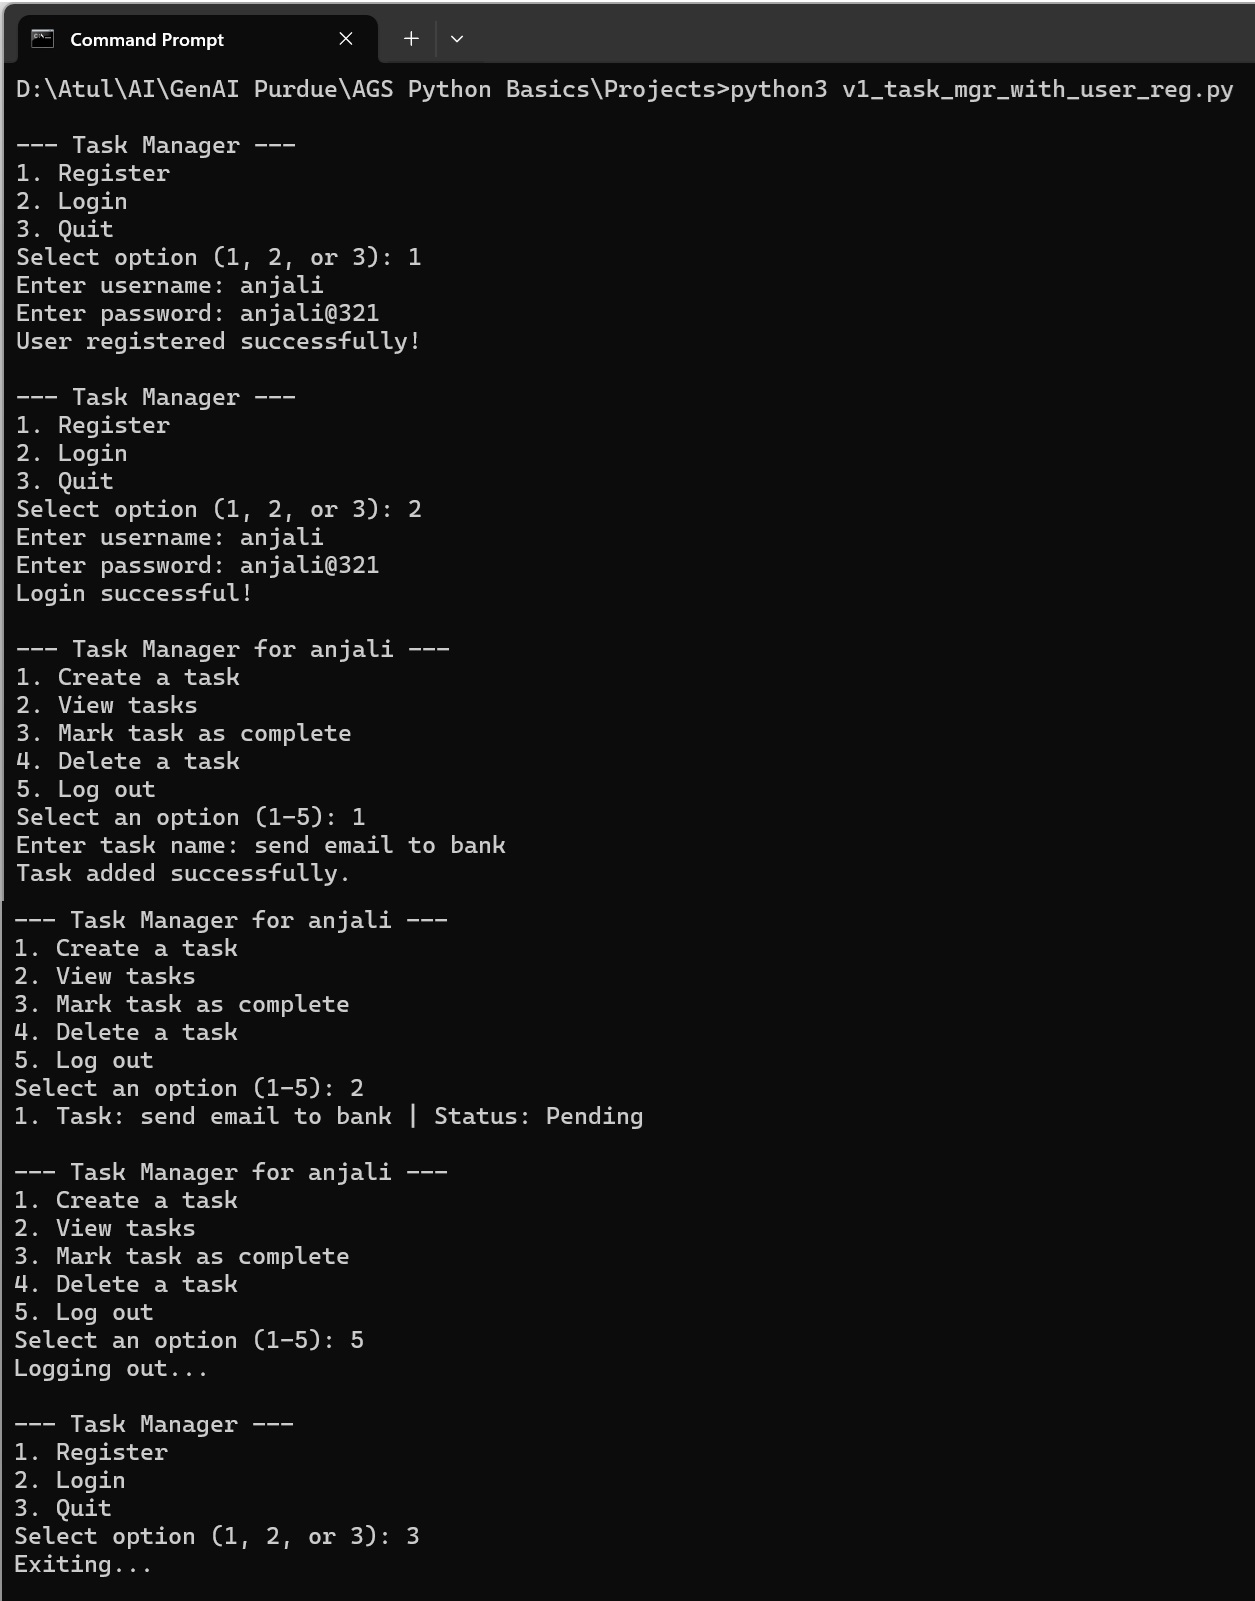 Command Prompt
D:\Atul\AI\GenAI Purdue\AGS Python Basics\Projects>python3 v1_task_mgr_with_user_reg.py
--- Task Manager ---
1. Register
2. Login
3. Quit
Select option (1, 2, or 3): 1
Enter username: anjali
Enter password: anjali@321
User registered successfully!
--- Task Manager ---
1. Register
2. Login
3. Quit
Select option (1, 2, or 3): 2
Enter username: anjali
Enter password: anjali@321
Login successful!
--- Task Manager for anjali ---
1. Create a task
2. View tasks
3. Mark task as complete
4. Delete a task
5. Log out
Select an option (1-5): 1
Enter task name: send email to bank
Task added successfully.
--- Task Manager for anjali ---
1. Create a task
2. View tasks
3. Mark task as complete
4. Delete a task
5. Log out
Select an option (1-5): 2
1. Task: send email to bank | Status: Pending
--- Task Manager for anjali ---
1. Create a task
2. View tasks
3. Mark task as complete
4. Delete a task
5. Log out
Select an option (1-5): 5
Logging out...
--- Task Manager ---
1. Register
2. Login
3. Quit
Select option (1, 2, or 3): 3
Exiting...